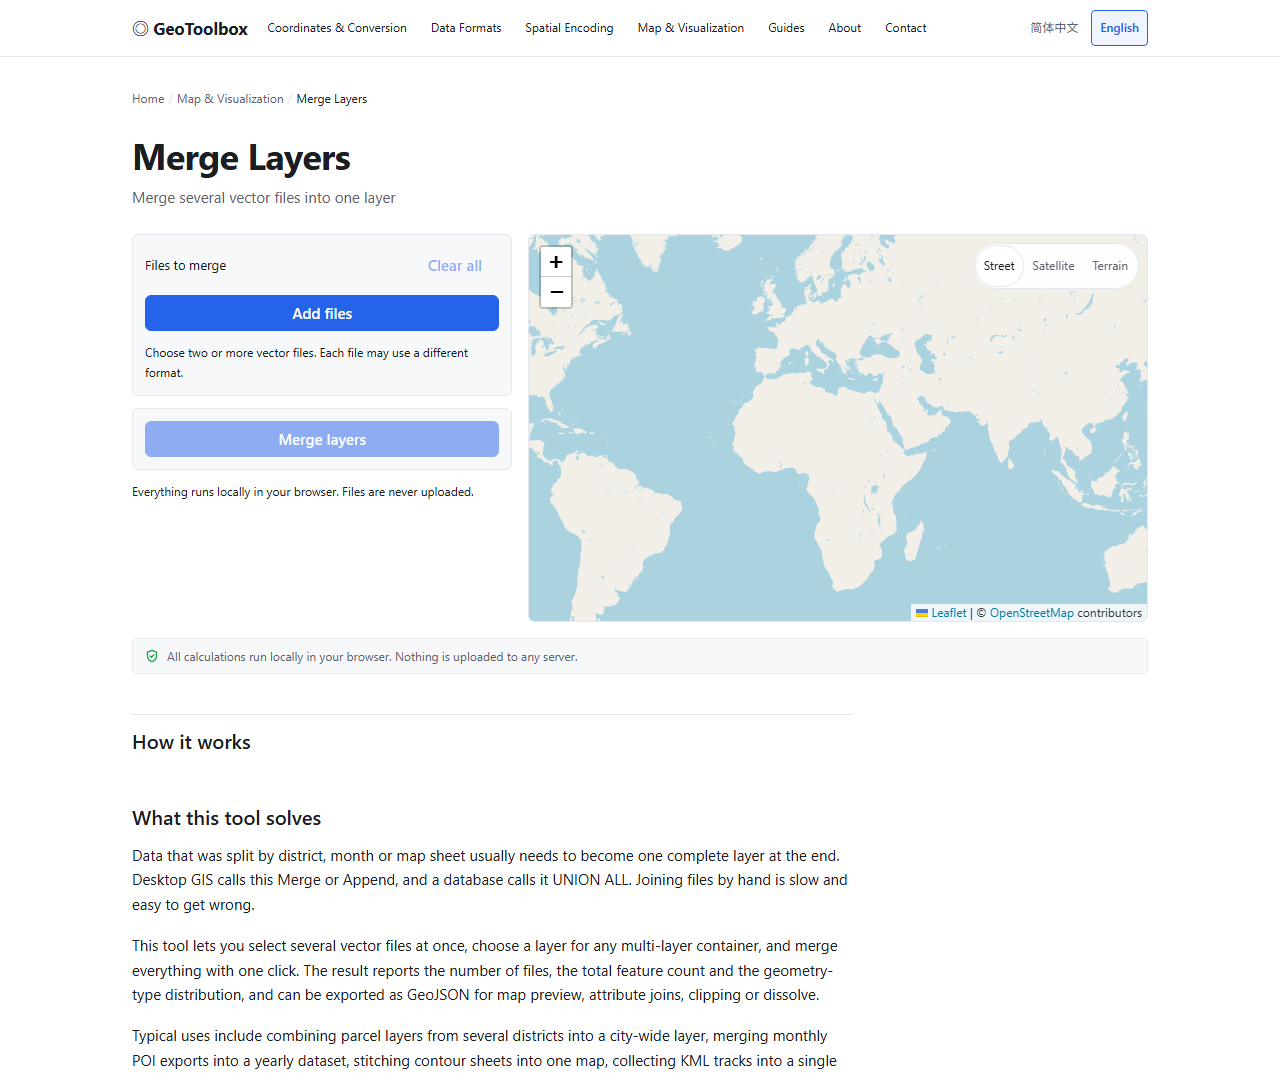 GeoToolbox
Coordinates & Conversion
Data Formats
Spatial Encoding
Map & Visualization
Guides
About
Contact
简体中文
English
Home / Map & Visualization / Merge Layers
Merge Layers
Merge several vector files into one layer
Files to merge
Clear all
Add files
Choose two or more vector files. Each file may use a different
format.
Merge layers
Everything runs locally in your browser. Files are never uploaded.
+
−
Street
Satellite
Terrain
Leaflet | © OpenStreetMap contributors
All calculations run locally in your browser. Nothing is uploaded to any server.
How it works
What this tool solves
Data that was split by district, month or map sheet usually needs to become one complete layer at the end.
Desktop GIS calls this Merge or Append, and a database calls it UNION ALL. Joining files by hand is slow and
easy to get wrong.
This tool lets you select several vector files at once, choose a layer for any multi-layer container, and merge
everything with one click. The result reports the number of files, the total feature count and the geometry-
type distribution, and can be exported as GeoJSON for map preview, attribute joins, clipping or dissolve.
Typical uses include combining parcel layers from several districts into a city-wide layer, merging monthly
POI exports into a yearly dataset, stitching contour sheets into one map, collecting KML tracks into a single